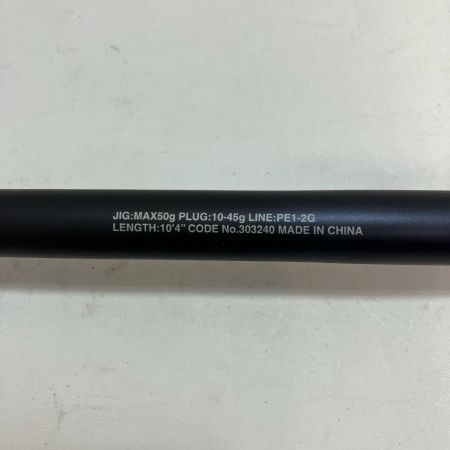 JIG:MAX50g PLUG:10-45g LINE:PE1-2G
LENGTH:10'4" CODE No.303240 MADE IN CHINA